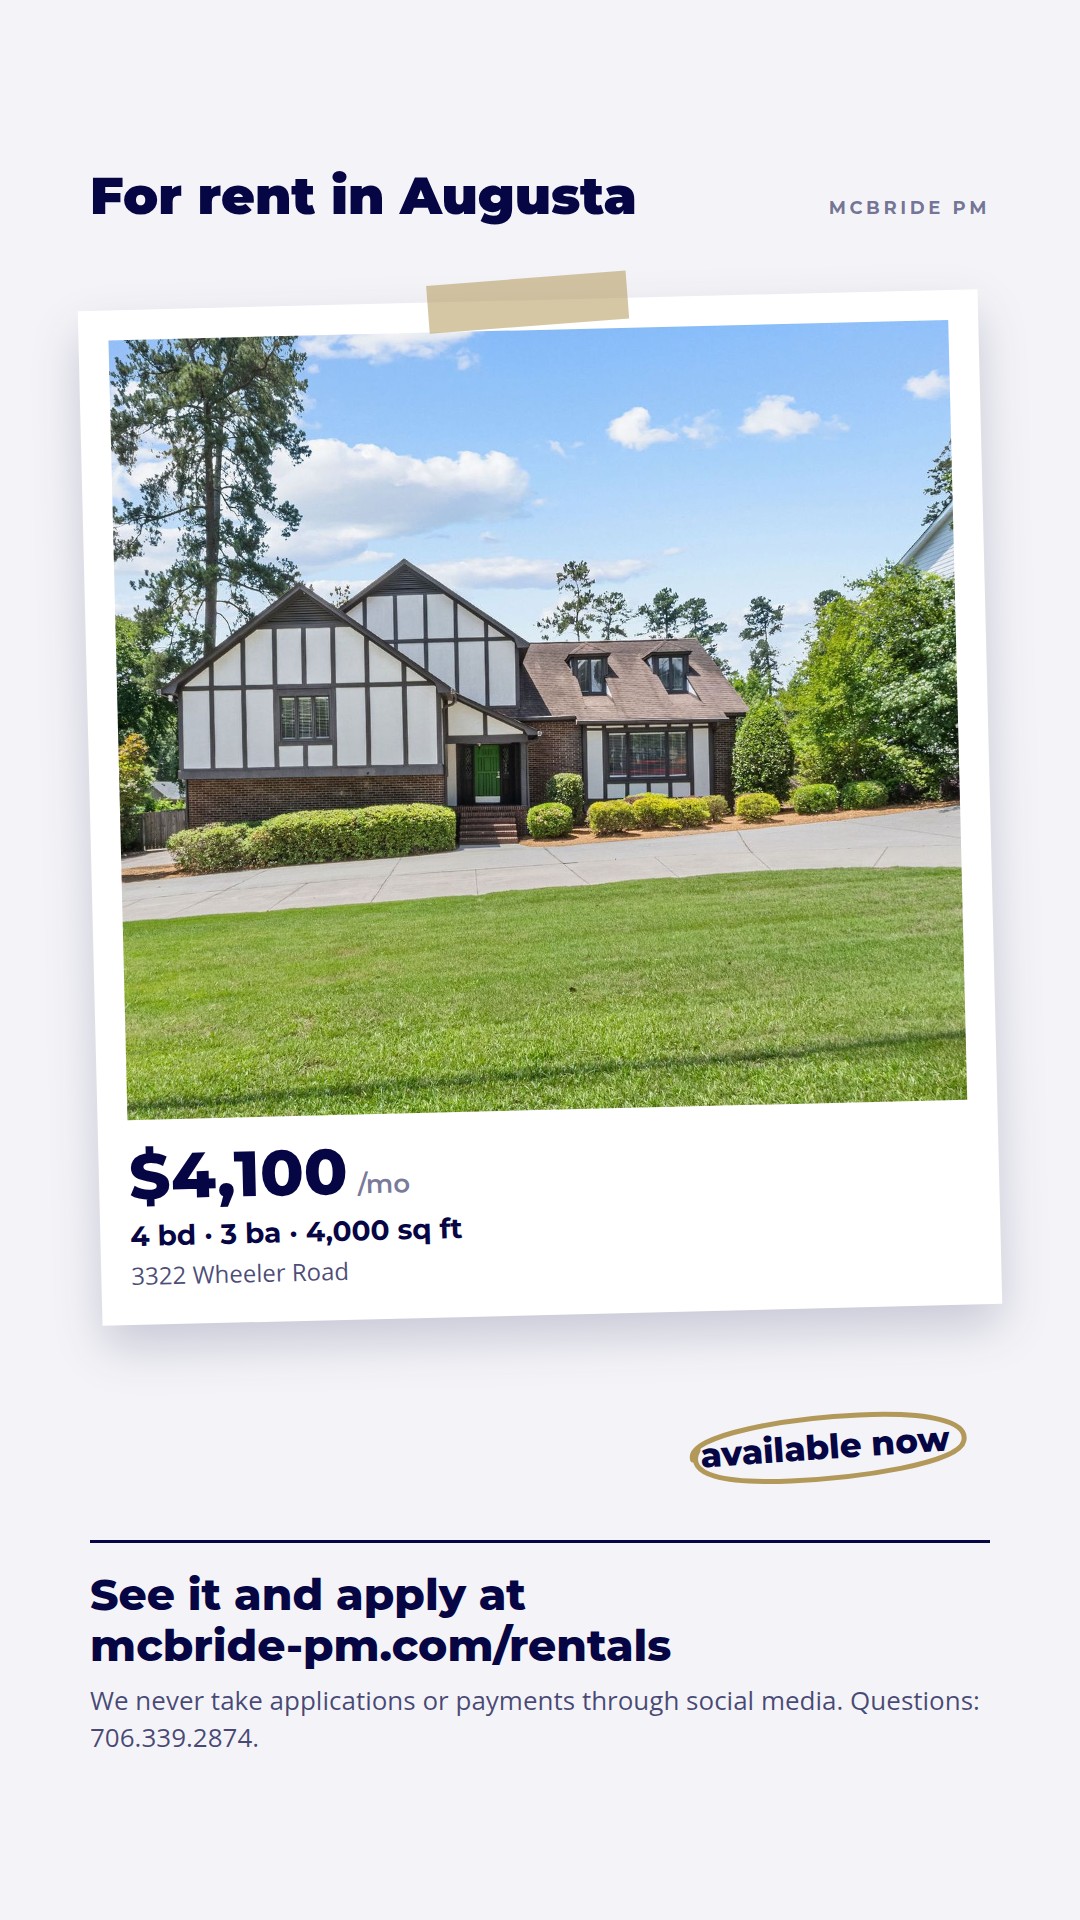 For rent in Augusta
MCBRIDE PM
$4,100 /mo
4 bd · 3 ba · 4,000 sq ft
3322 Wheeler Road
available now
See it and apply at
mcbride-pm.com/rentals
We never take applications or payments through social media. Questions:
706.339.2874.